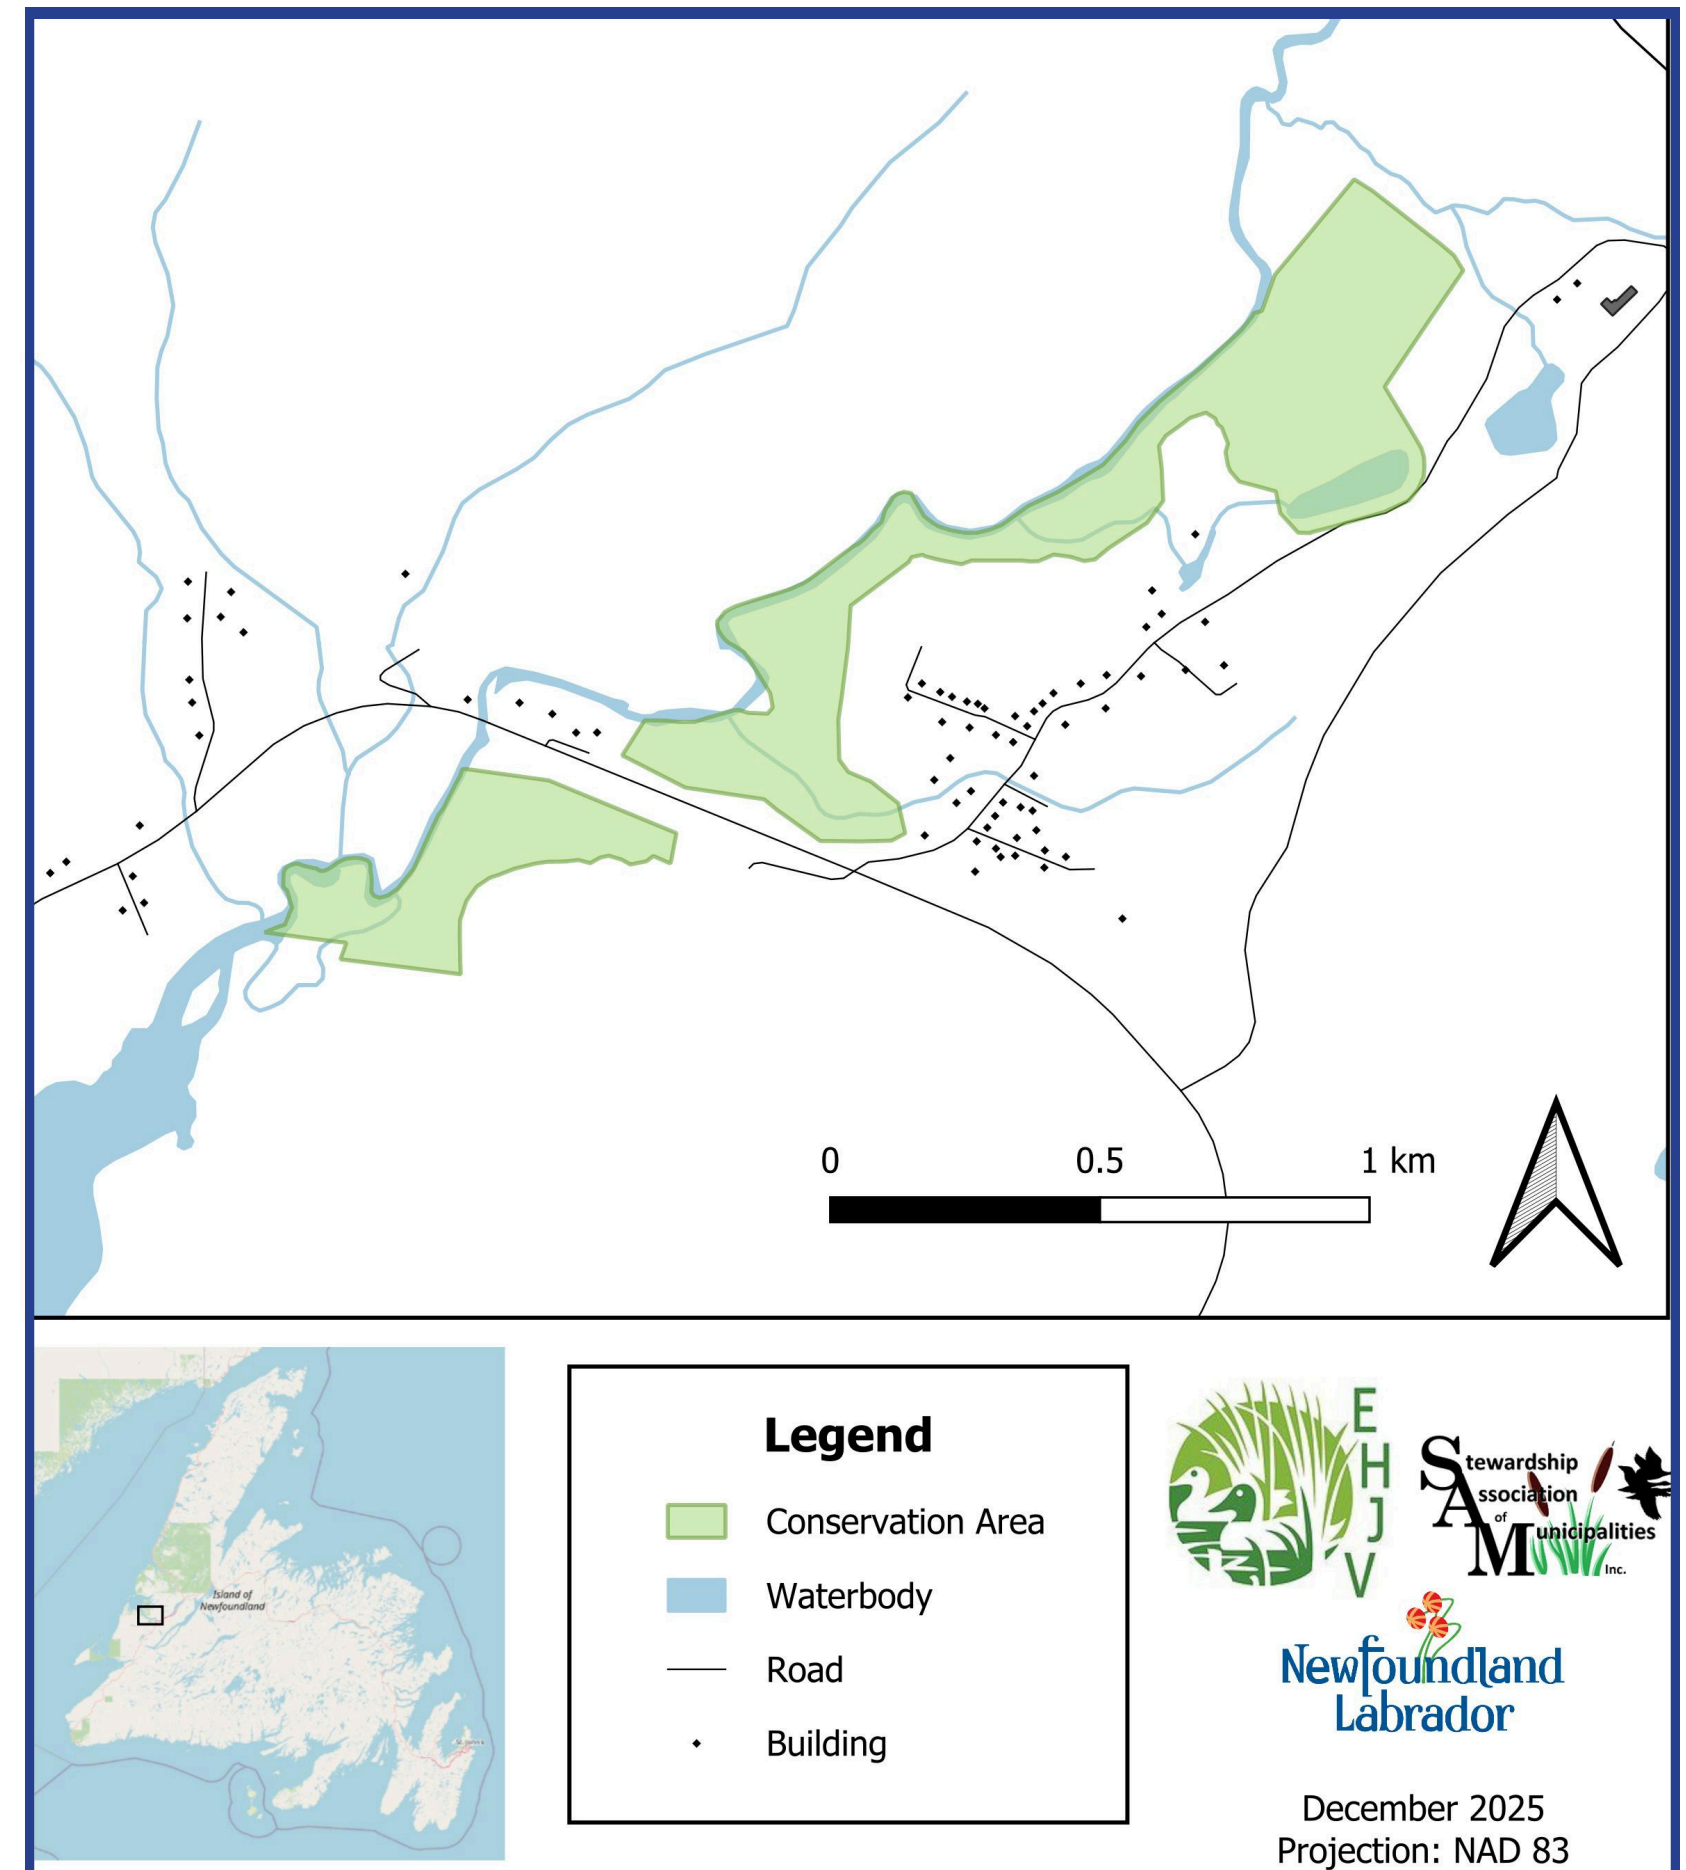 0 0.5 1 km
Island of
Newfoundland
Legend
Conservation Area
Waterbody
Road
Building
E
H
J
V
Stewardship
Association
of
Municipalities
Inc.
Newfoundland
Labrador
December 2025
Projection: NAD 83